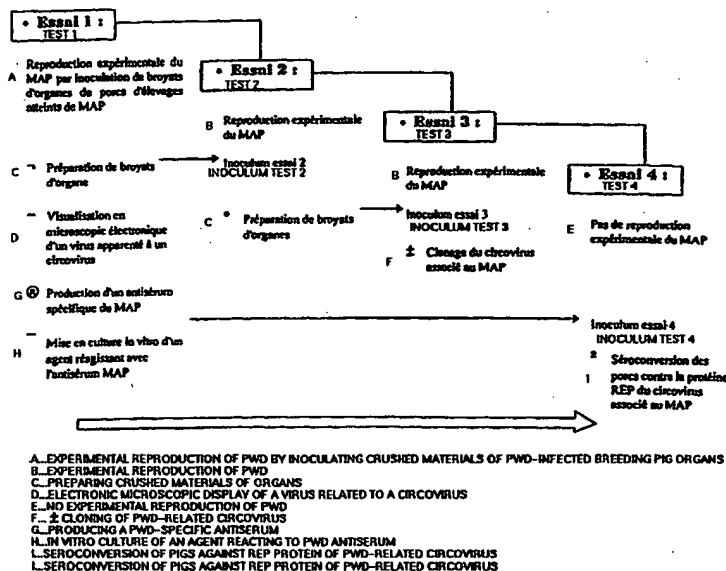 • Essai 1 :
TEST 1
A Reproduction expérimentale du
MAP par inoculation de broyats
d'organes de porcs d'élevages
atteints de MAP
• Essai 2 :
TEST 2
B Reproduction expérimentale
du MAP
• Essai 3 :
TEST 3
B Reproduction expérimentale
du MAP
• Essai 4 :
TEST 4
E Pas de reproduction
expérimentale du MAP
C Préparation de broyats
d'organe
Inoculum essai 2
INOCULUM TEST 2
C • Préparation de broyats
d'organes
Inoculum essai 3
INOCULUM TEST 3
F ± Clonage du circovirus
associé au MAP
D Visualisation en
microscopie électronique
d'un virus apparenté à un
circovirus
G ® Production d'un antisérum
spécifique du MAP
H Mise en culture in vitro d'un
agent réagissant avec
l'antisérum MAP
Inoculum essai 4
INOCULUM TEST 4
I ² Séroconversion des
porcs contre la protéine
REP du circovirus
associé au MAP
A...EXPERIMENTAL REPRODUCTION OF PWD BY INOCULATING CRUSHED MATERIALS OF PWD-INFECTED BREEDING PIG ORGANS
B...EXPERIMENTAL REPRODUCTION OF PWD
C...PREPARING CRUSHED MATERIALS OF ORGANS
D...ELECTRONIC MICROSCOPIC DISPLAY OF A VIRUS RELATED TO A CIRCOVIRUS
E...NO EXPERIMENTAL REPRODUCTION OF PWD
F... ± CLONING OF PWD-RELATED CIRCOVIRUS
G...PRODUCING A PWD-SPECIFIC ANTISERUM
H...IN VITRO CULTURE OF AN AGENT REACTING TO PWD ANTISERUM
I...SEROCONVERSION OF PIGS AGAINST REP PROTEIN OF PWD-RELATED CIRCOVIRUS
I...SEROCONVERSION OF PIGS AGAINST REP PROTEIN OF PWD-RELATED CIRCOVIRUS